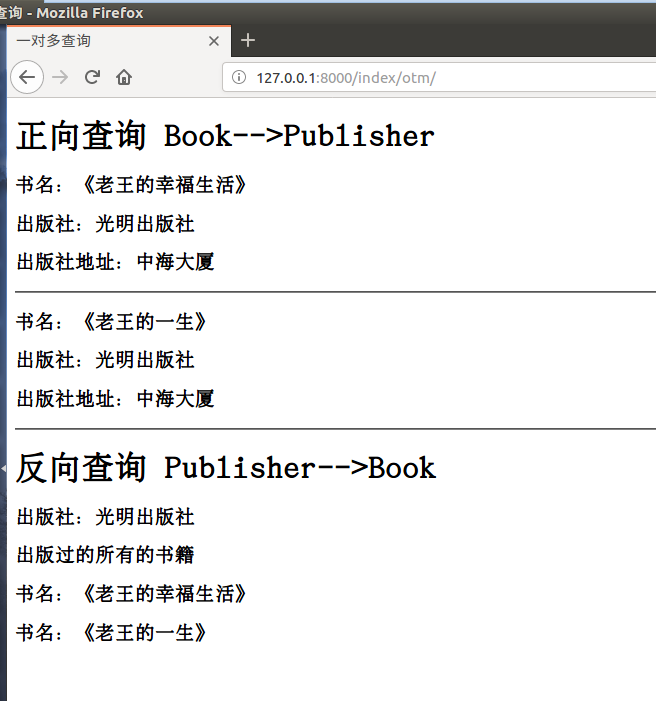 查询 - Mozilla Firefox
一对多查询
127.0.0.1:8000/index/otm/
正向查询 Book-->Publisher
书名：《老王的幸福生活》
出版社：光明出版社
出版社地址：中海大厦
书名：《老王的一生》
出版社：光明出版社
出版社地址：中海大厦
反向查询 Publisher-->Book
出版社：光明出版社
出版过的所有的书籍
书名：《老王的幸福生活》
书名：《老王的一生》